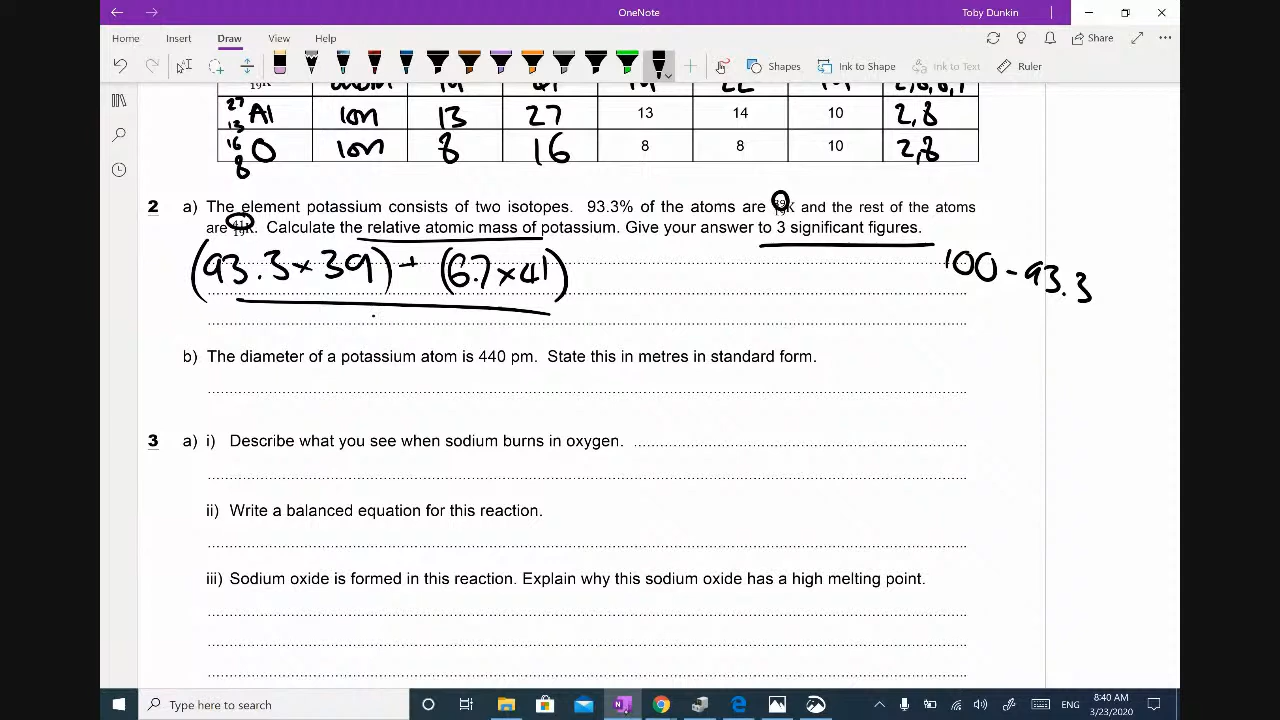 OneNote
Toby Dunkin
Home Insert Draw View Help
Share
Shapes Ink to Shape Ink to Text Ruler
19
27 13 Al Ion 13 27 13 14 10 2,8
16 8 O Ion 8 16 8 8 10 2,8
2 a) The element potassium consists of two isotopes. 93.3% of the atoms are K and the rest of the atoms
are K. Calculate the relative atomic mass of potassium. Give your answer to 3 significant figures.
(93.3 × 39) + (6.7 × 41)
100 - 93.3
b) The diameter of a potassium atom is 440 pm. State this in metres in standard form.
3 a) i) Describe what you see when sodium burns in oxygen.
ii) Write a balanced equation for this reaction.
iii) Sodium oxide is formed in this reaction. Explain why this sodium oxide has a high melting point.
Type here to search
ENG
8:40 AM
3/23/2020